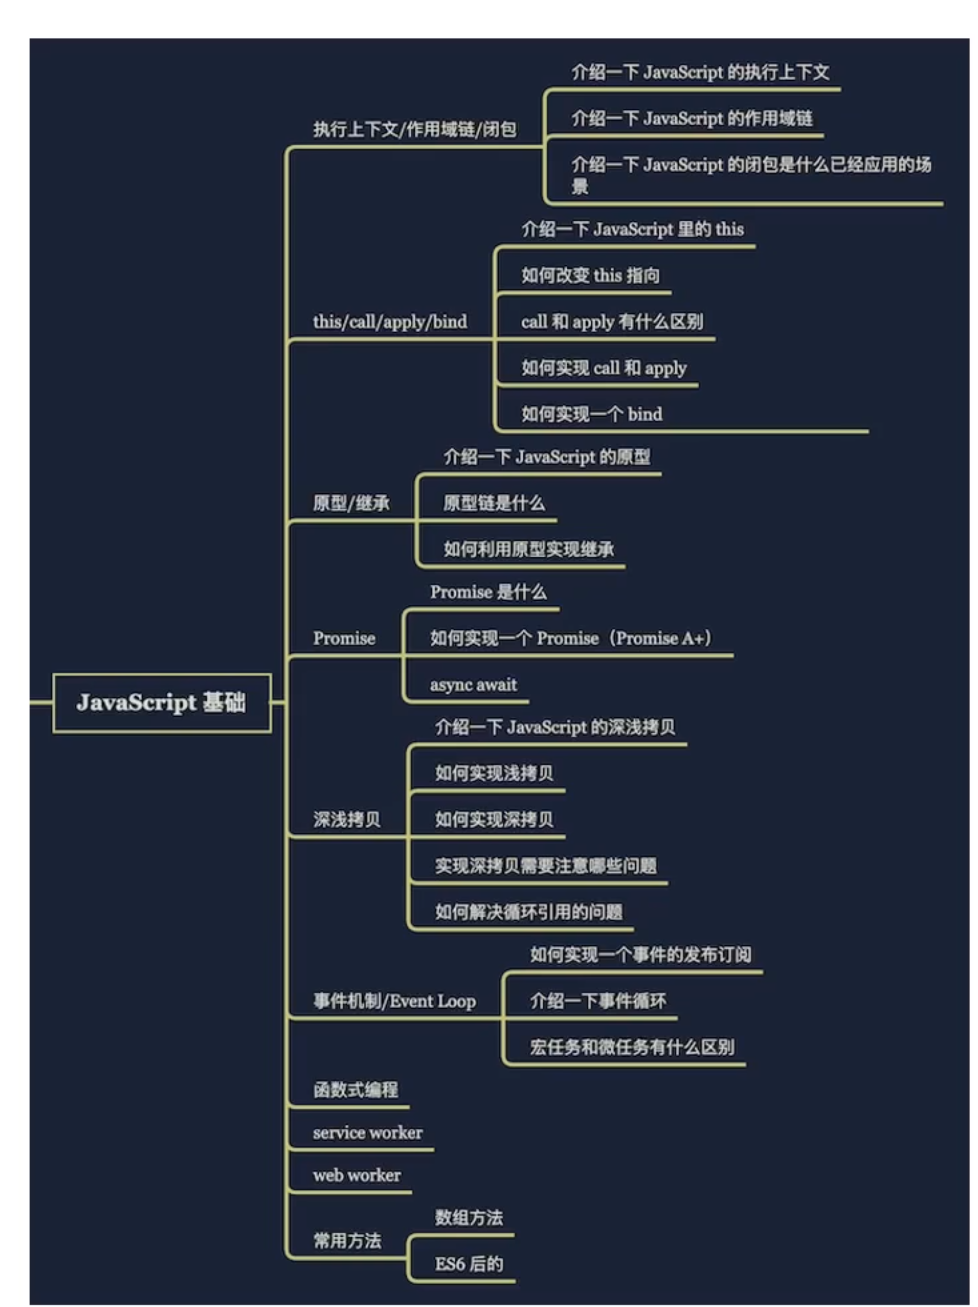 JavaScript 基础
执行上下文/作用域链/闭包
介绍一下 JavaScript 的执行上下文
介绍一下 JavaScript 的作用域链
介绍一下 JavaScript 的闭包是什么已经应用的场
景
this/call/apply/bind
介绍一下 JavaScript 里的 this
如何改变 this 指向
call 和 apply 有什么区别
如何实现 call 和 apply
如何实现一个 bind
原型/继承
介绍一下 JavaScript 的原型
原型链是什么
如何利用原型实现继承
Promise
Promise 是什么
如何实现一个 Promise（Promise A+）
async await
深浅拷贝
介绍一下 JavaScript 的深浅拷贝
如何实现浅拷贝
如何实现深拷贝
实现深拷贝需要注意哪些问题
如何解决循环引用的问题
事件机制/Event Loop
如何实现一个事件的发布订阅
介绍一下事件循环
宏任务和微任务有什么区别
函数式编程
service worker
web worker
常用方法
数组方法
ES6 后的